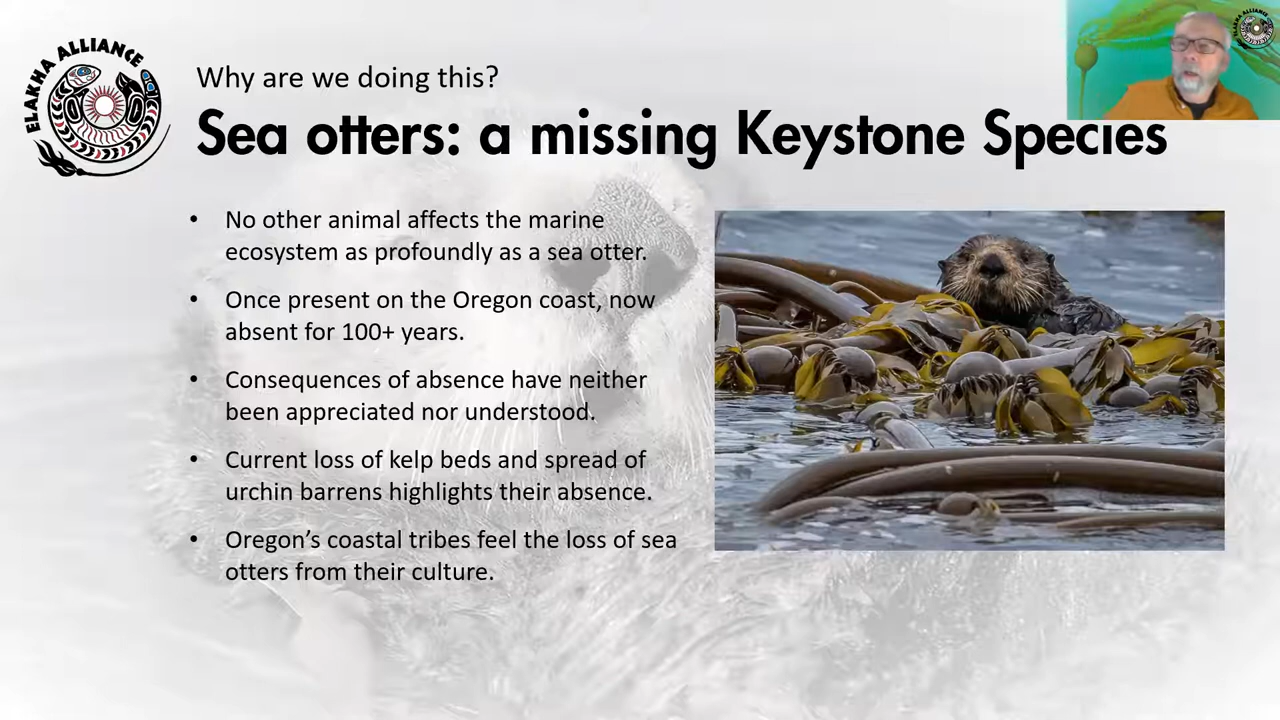 ELAKHA ALLIANCE
Why are we doing this?
Sea otters: a missing Keystone Species
• No other animal affects the marine
ecosystem as profoundly as a sea otter.
• Once present on the Oregon coast, now
absent for 100+ years.
• Consequences of absence have neither
been appreciated nor understood.
• Current loss of kelp beds and spread of
urchin barrens highlights their absence.
• Oregon’s coastal tribes feel the loss of sea
otters from their culture.
ELAKHA ALLIANCE